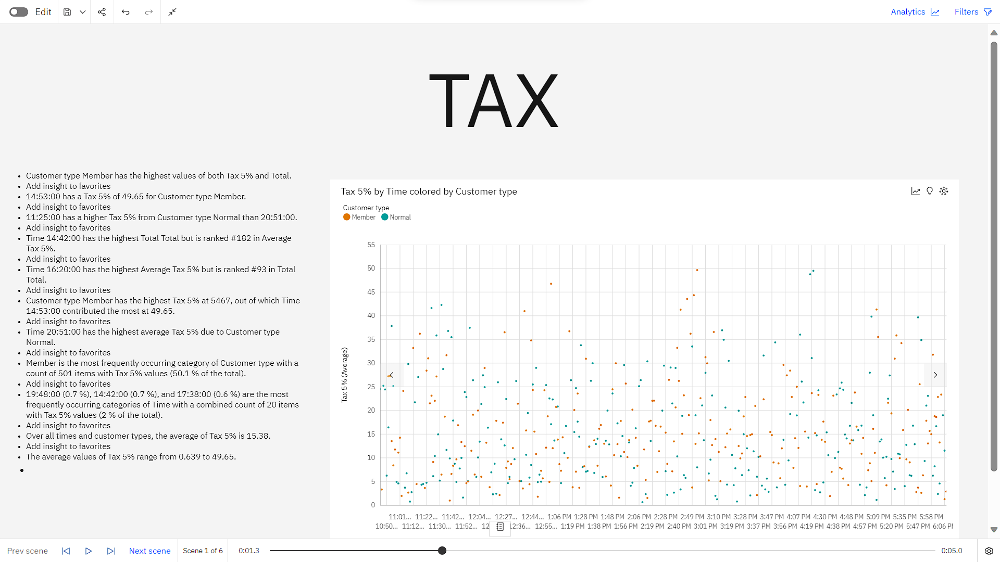 Edit
Analytics
Filters
TAX
Customer type Member has the highest values of both Tax 5% and Total.
Add insight to favorites
14:53:00 has a Tax 5% of 49.65 for Customer type Member.
Add insight to favorites
11:25:00 has a higher Tax 5% from Customer type Normal than 20:51:00.
Add insight to favorites
Time 14:42:00 has the highest Total Total but is ranked #182 in Average
Tax 5%.
Add insight to favorites
Time 16:20:00 has the highest Average Tax 5% but is ranked #93 in Total
Total.
Add insight to favorites
Customer type Member has the highest Tax 5% at 5467, out of which Time
14:53:00 contributed the most at 49.65.
Add insight to favorites
Time 20:51:00 has the highest average Tax 5% due to Customer type
Normal.
Add insight to favorites
Member is the most frequently occurring category of Customer type with a
count of 501 items with Tax 5% values (50.1 % of the total).
Add insight to favorites
19:48:00 (0.7 %), 14:42:00 (0.7 %), and 17:38:00 (0.6 %) are the most
frequently occurring categories of Time with a combined count of 20 items
with Tax 5% values (2 % of the total).
Add insight to favorites
Over all times and customer types, the average of Tax 5% is 15.38.
Add insight to favorites
The average values of Tax 5% range from 0.639 to 49.65.
Tax 5% by Time colored by Customer type
Customer type
Member Normal
Tax 5% (Average)
55
50
45
40
35
30
25
20
15
10
5
0
11:01... 11:22... 11:42... 12:04... 12:27... 12:44... 1:06 PM 1:28 PM 1:48 PM 2:06 PM 2:28 PM 2:49 PM 3:10 PM 3:28 PM 3:47 PM 4:07 PM 4:30 PM 4:48 PM 5:09 PM 5:35 PM 5:58 PM
10:50... 11:12... 11:30... 11:52... 12 2:36... 12:55... 1:19 PM 1:38 PM 1:56 PM 2:19 PM 2:40 PM 3:01 PM 3:19 PM 3:37 PM 3:56 PM 4:19 PM 4:38 PM 4:57 PM 5:20 PM 5:47 PM 6:06 P
Prev scene
Next scene
Scene 1 of 6
0:01.3
0:05.0